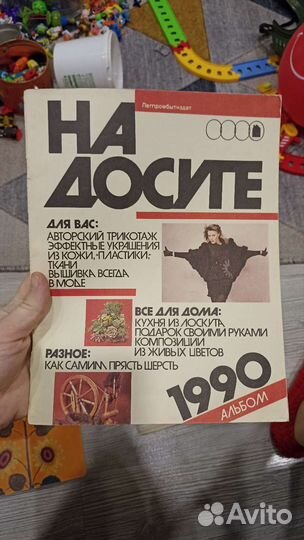 Легпромбытиздат
НА
ДОСУГЕ
ДЛЯ ВАС:
АВТОРСКИЙ ТРИКОТАЖ
ЭФФЕКТНЫЕ УКРАШЕНИЯ
ИЗ КОЖИ, ПЛАСТИКИ,
ТКАНИ
ВЫШИВКА ВСЕГДА
В МОДЕ
ВСЕ ДЛЯ ДОМА:
КУХНЯ ИЗ ЛОСКУТА
ПОДАРОК СВОИМИ РУКАМИ
КОМПОЗИЦИИ
ИЗ ЖИВЫХ ЦВЕТОВ
РАЗНОЕ:
КАК САМИМ ПРЯСТЬ ШЕРСТЬ
1990
АЛЬБОМ
Avito